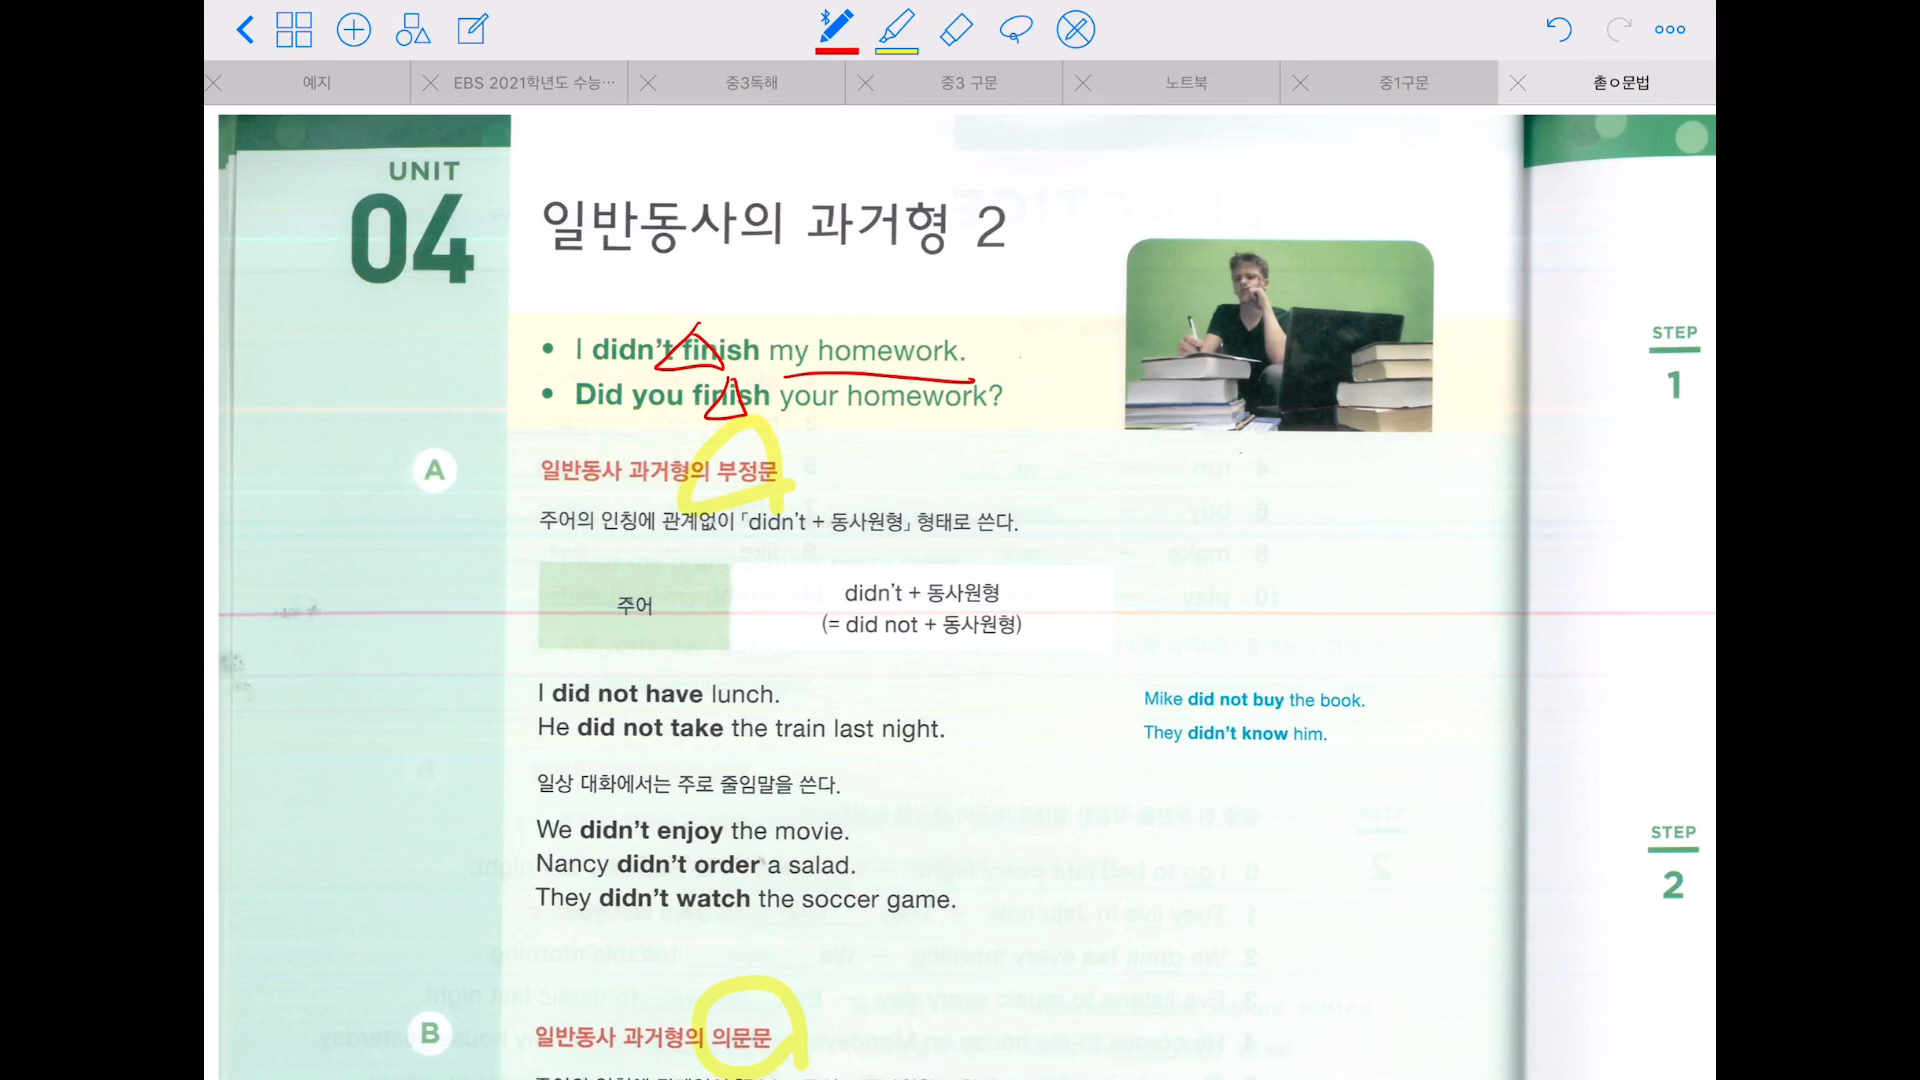 예지
EBS 2021학년도 수능…
중3독해
중3 구문
노트북
중1구문
촏ㅇ문법
UNIT
04
일반동사의 과거형 2
• I didn't finish my homework.
• Did you finish your homework?
A
일반동사 과거형의 부정문
주어의 인칭에 관계없이 「didn't + 동사원형」 형태로 쓴다.
주어
didn't + 동사원형
(= did not + 동사원형)
I did not have lunch.
He did not take the train last night.
Mike did not buy the book.
They didn't know him.
일상 대화에서는 주로 줄임말을 쓴다.
We didn't enjoy the movie.
Nancy didn't order a salad.
They didn't watch the soccer game.
B
일반동사 과거형의 의문문
STEP
1
STEP
2